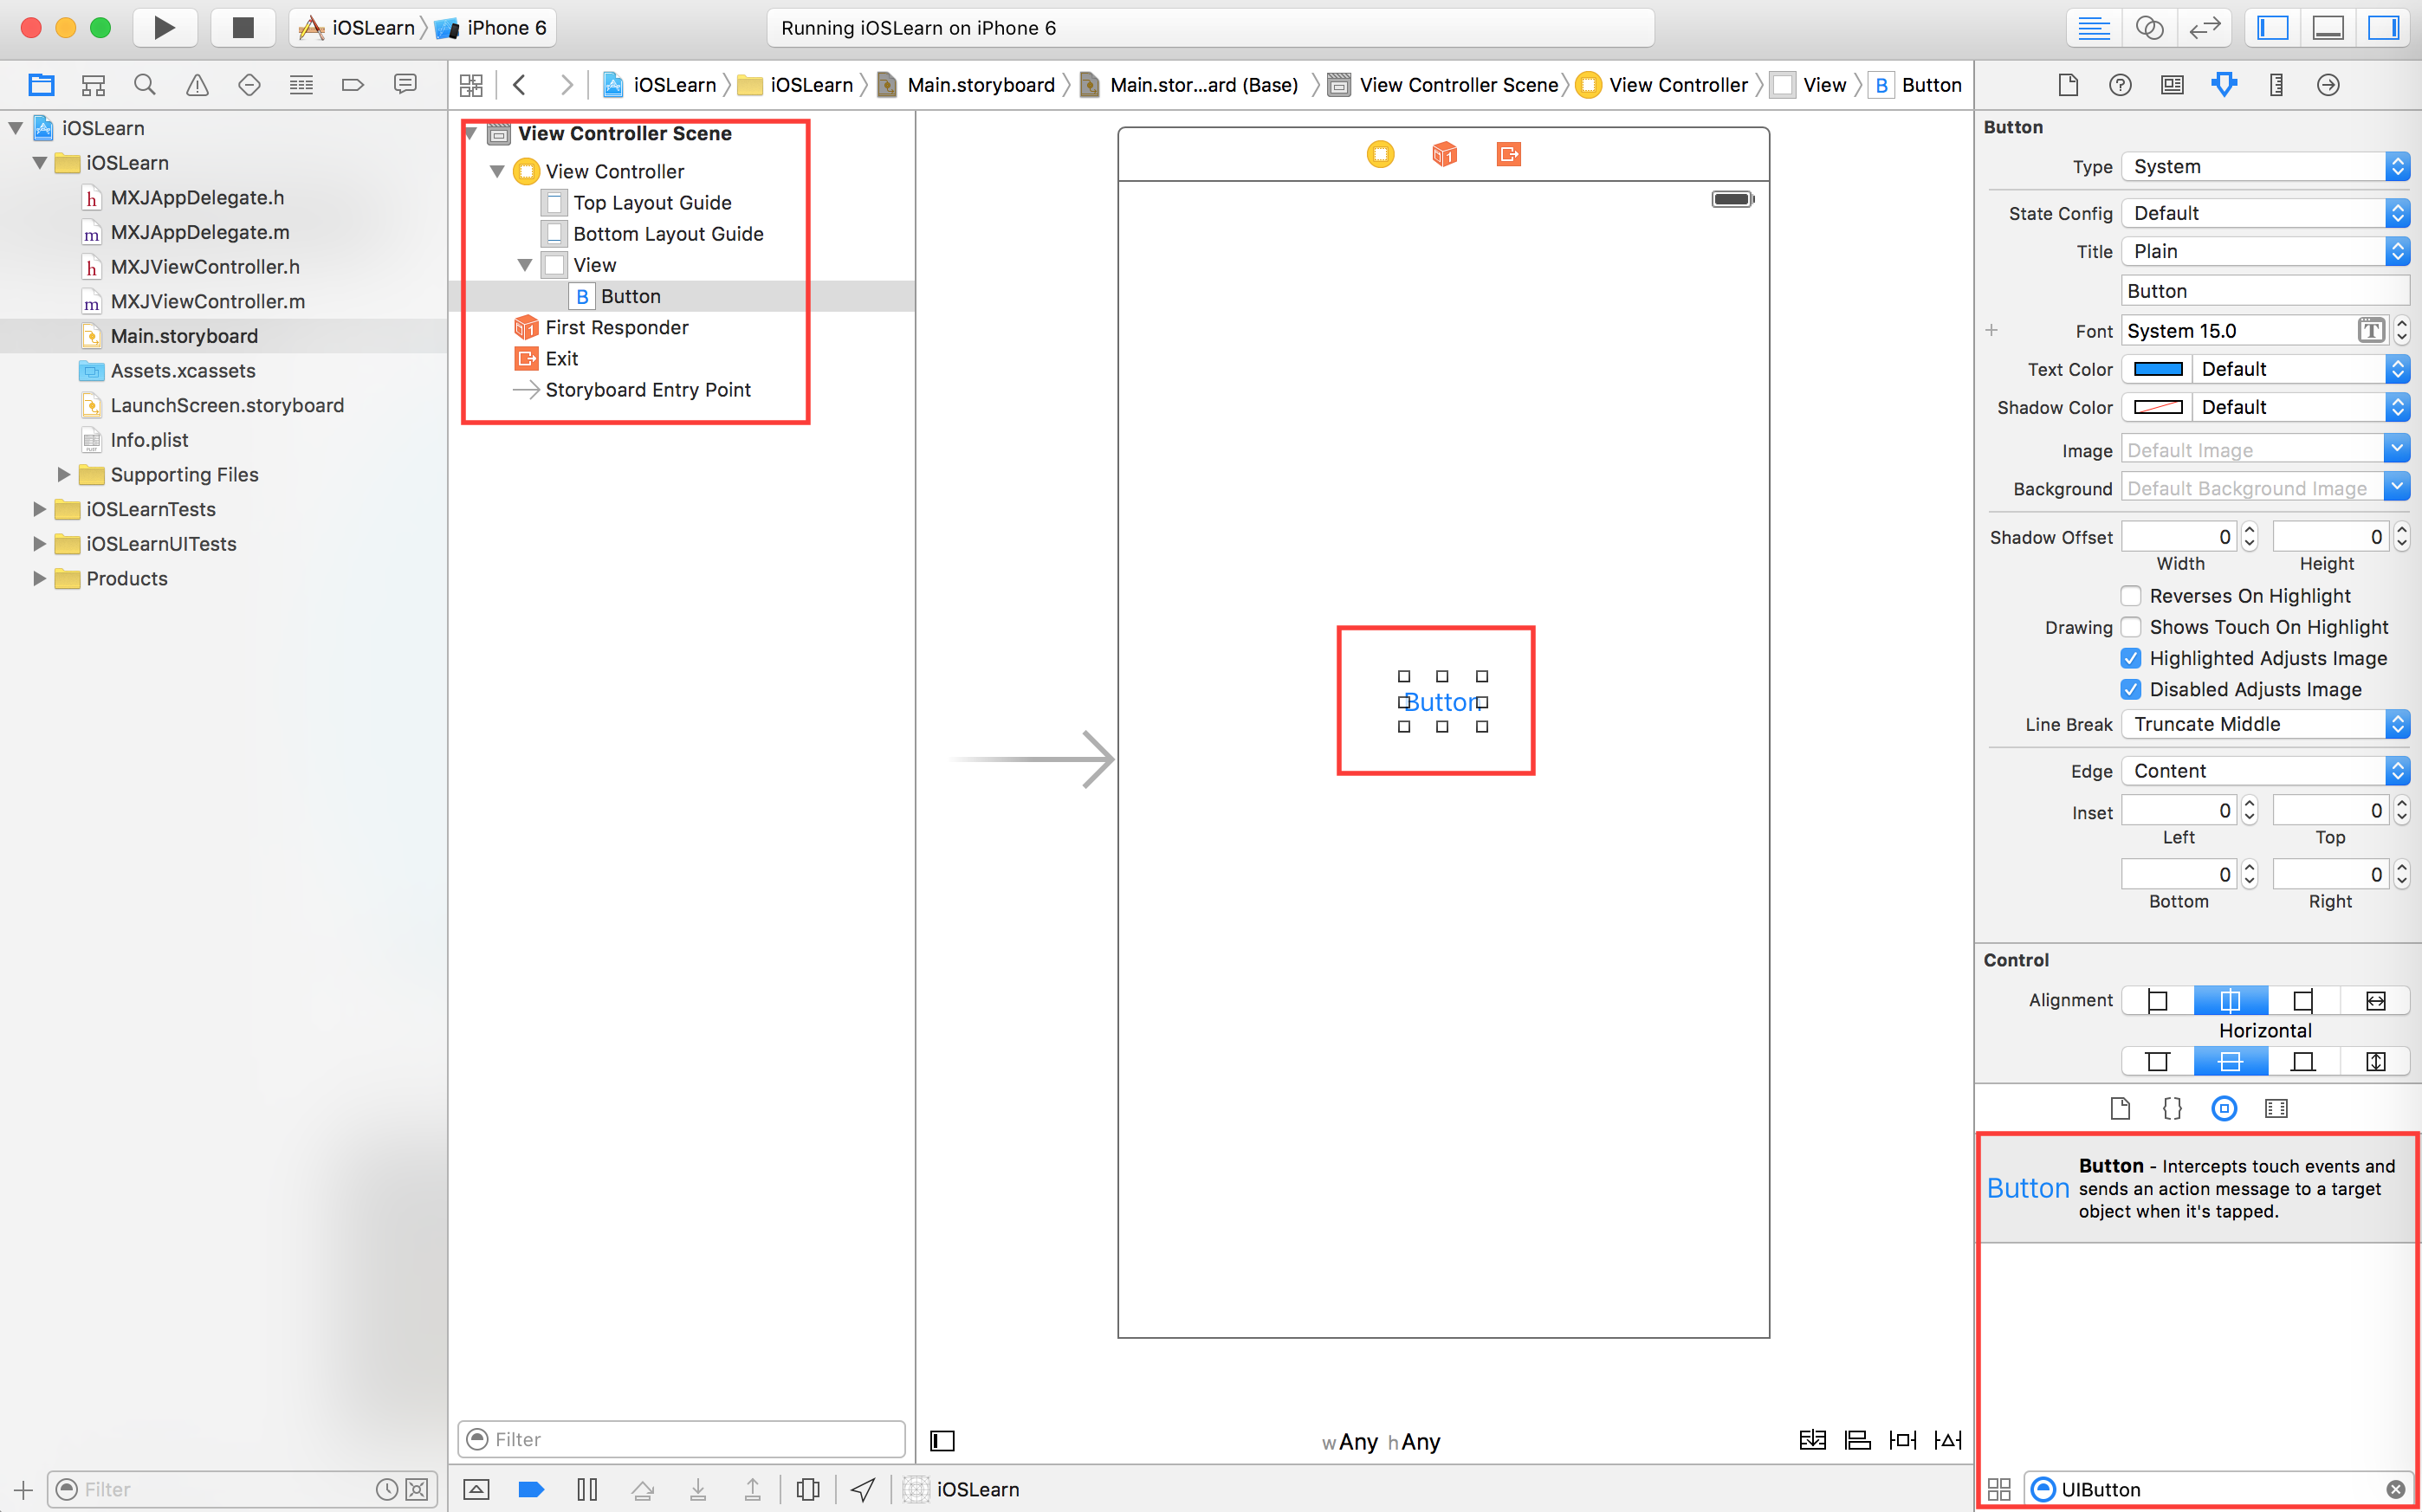 iOSLearn iPhone 6
Running iOSLearn on iPhone 6
iOSLearn iOSLearn Main.storyboard Main.stor...ard (Base) View Controller Scene View Controller View B Button
iOSLearn
iOSLearn
h MXJAppDelegate.h
m MXJAppDelegate.m
h MXJViewController.h
m MXJViewController.m
Main.storyboard
Assets.xcassets
LaunchScreen.storyboard
Info.plist
Supporting Files
iOSLearnTests
iOSLearnUITests
Products
Filter
View Controller Scene
View Controller
Top Layout Guide
Bottom Layout Guide
View
B Button
First Responder
Exit
Storyboard Entry Point
Filter
Button
wAny hAny
iOSLearn
Button
Type System
State Config Default
Title Plain
Button
Font System 15.0 T
Text Color Default
Shadow Color Default
Image Default Image
Background Default Background Image
Shadow Offset 0 0
Width Height
Reverses On Highlight
Drawing Shows Touch On Highlight
Highlighted Adjusts Image
Disabled Adjusts Image
Line Break Truncate Middle
Edge Content
Inset 0 0
Left Top
0 0
Bottom Right
Control
Alignment
Horizontal
{}
Button
Button - Intercepts touch events and
sends an action message to a target
object when it's tapped.
UIButton